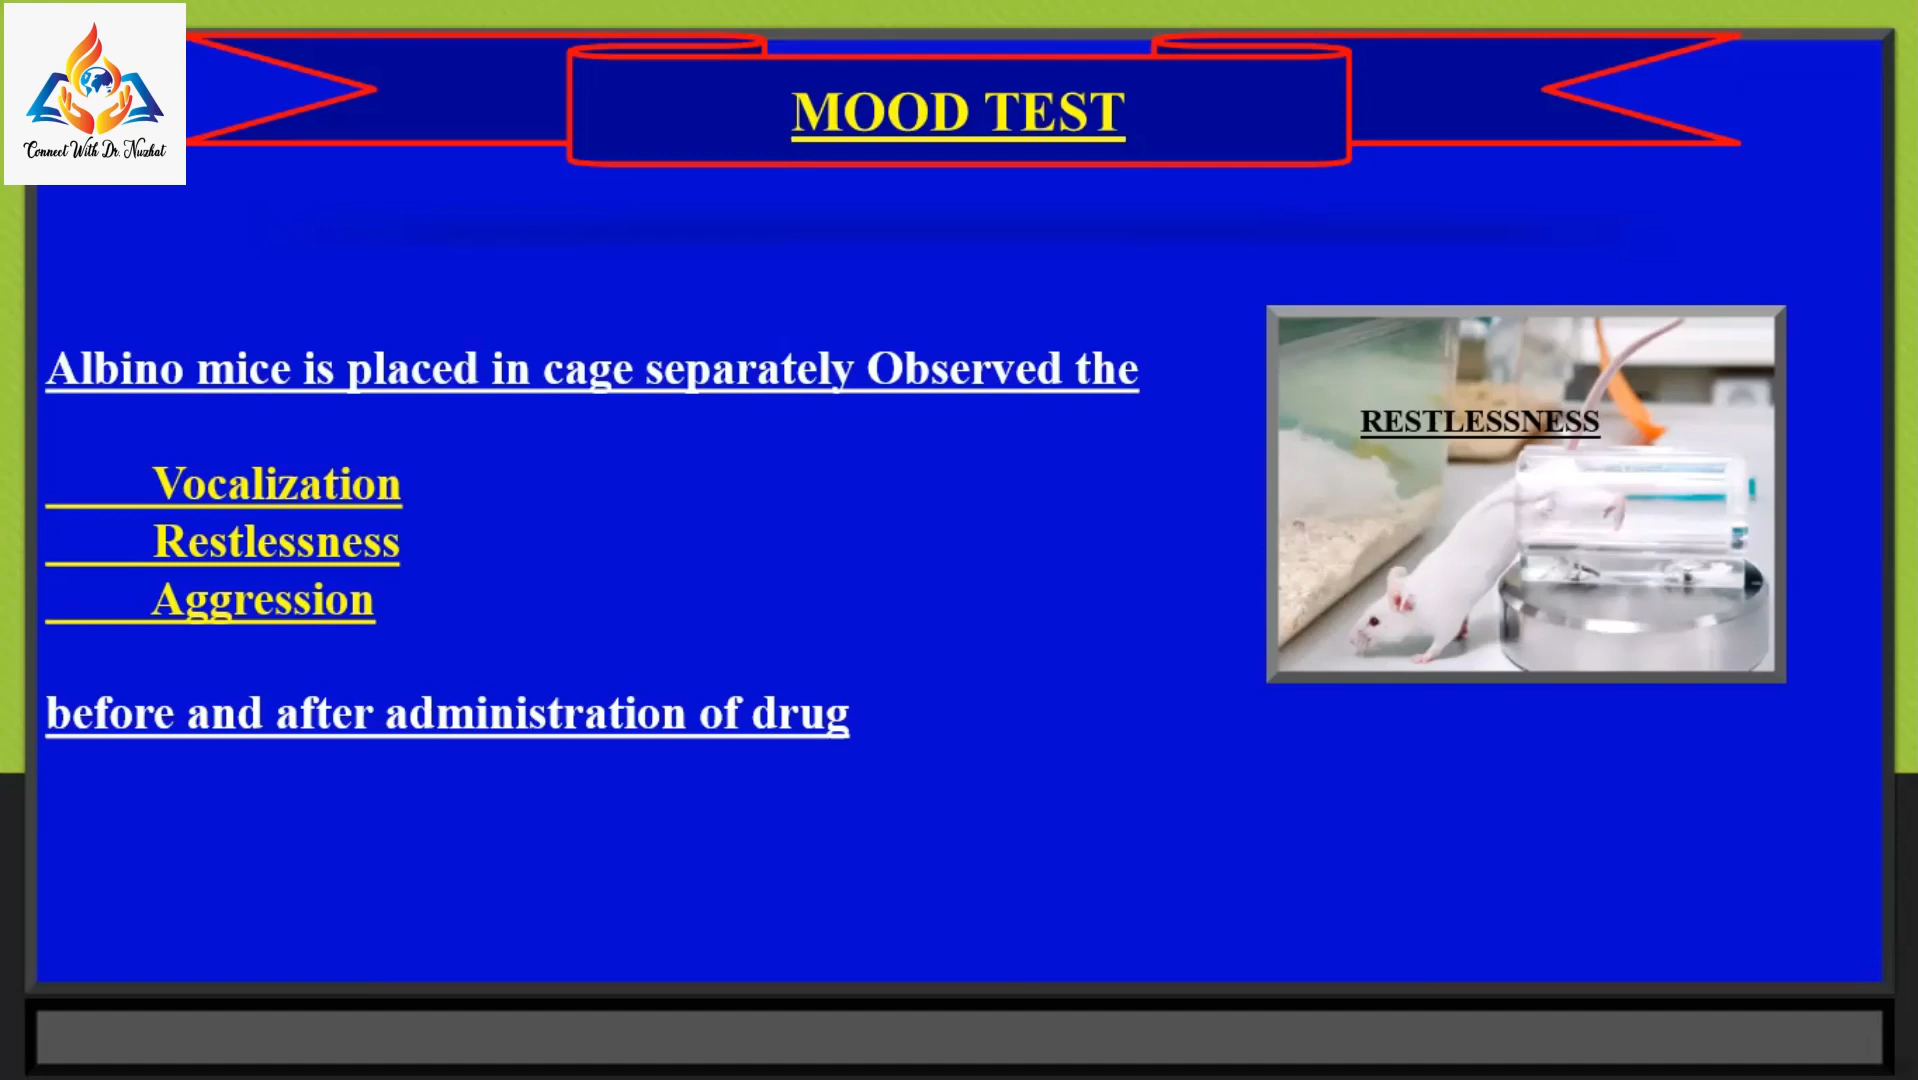 Connect With Dr. Nuzhat
MOOD TEST
Albino mice is placed in cage separately Observed the
Vocalization
Restlessness
Aggression
before and after administration of drug
RESTLESSNESS